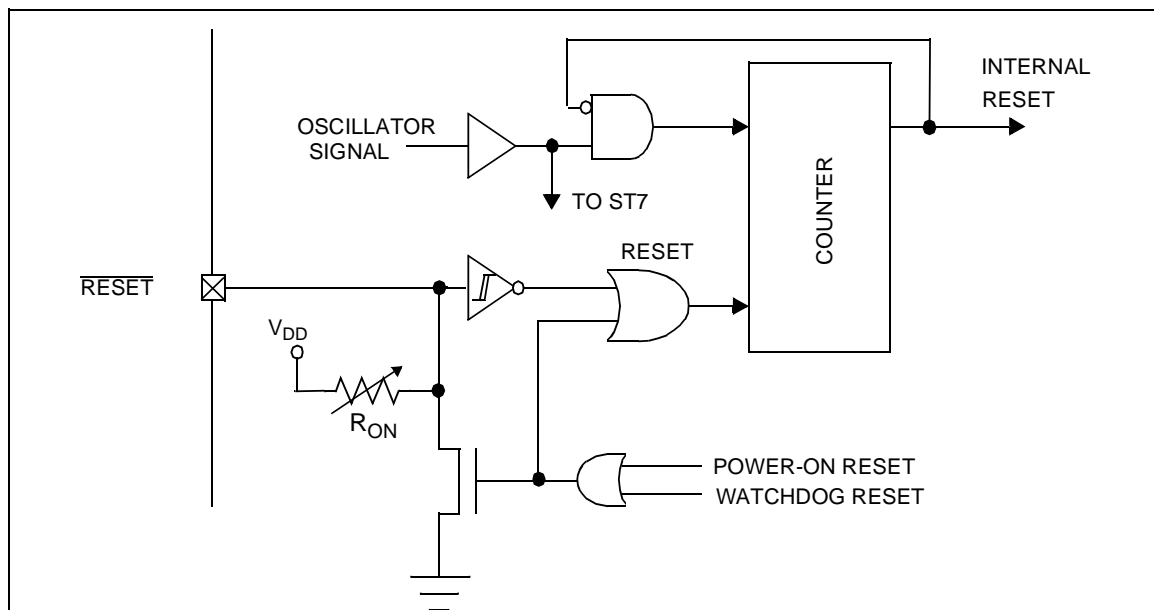 INTERNAL
RESET
OSCILLATOR
SIGNAL
TO ST7
COUNTER
RESET
RESET
VDD
RON
POWER-ON RESET
WATCHDOG RESET